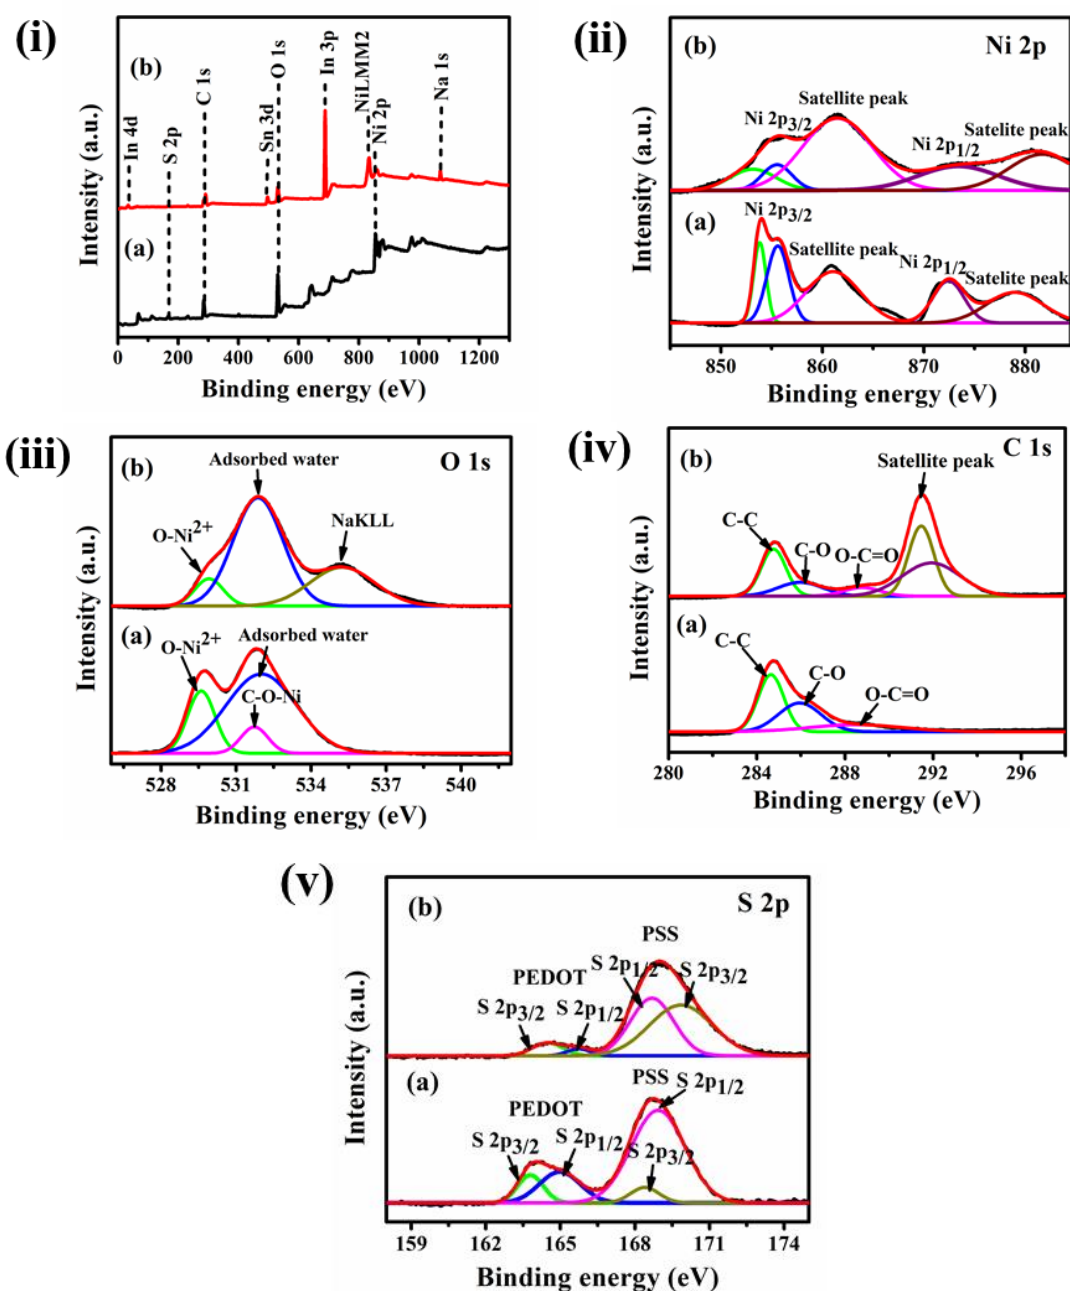 (i)
Intensity (a.u.)
(b)
(a)
In 4d
S 2p
C 1s
Sn 3d
O 1s
In 3p
NiLMM2
Ni 2p
Na 1s
0 200 400 600 800 1000 1200
Binding energy (eV)
(ii)
Intensity (a.u.)
(b)
Ni 2p
Satellite peak
Ni 2p3/2
Ni 2p1/2
Satelite peak
(a)
Ni 2p3/2
Satellite peak
Ni 2p1/2
Satellite peak
850 860 870 880
Binding energy (eV)
(iii)
Intensity (a.u.)
(b)
Adsorbed water
O 1s
O-Ni2+
NaKLL
(a)
O-Ni2+
Adsorbed water
C-O-Ni
528 531 534 537 540
Binding energy (eV)
(iv)
Intensity (a.u.)
(b)
C 1s
Satellite peak
C-C
C-O
O-C=O
(a)
C-C
C-O
O-C=O
280 284 288 292 296
Binding energy (eV)
(v)
Intensity (a.u.)
(b)
S 2p
PSS
S 2p1/2
S 2p3/2
PEDOT
S 2p3/2
S 2p1/2
(a)
PSS
S 2p1/2
PEDOT
S 2p3/2
S 2p1/2
S 2p3/2
159 162 165 168 171 174
Binding energy (eV)